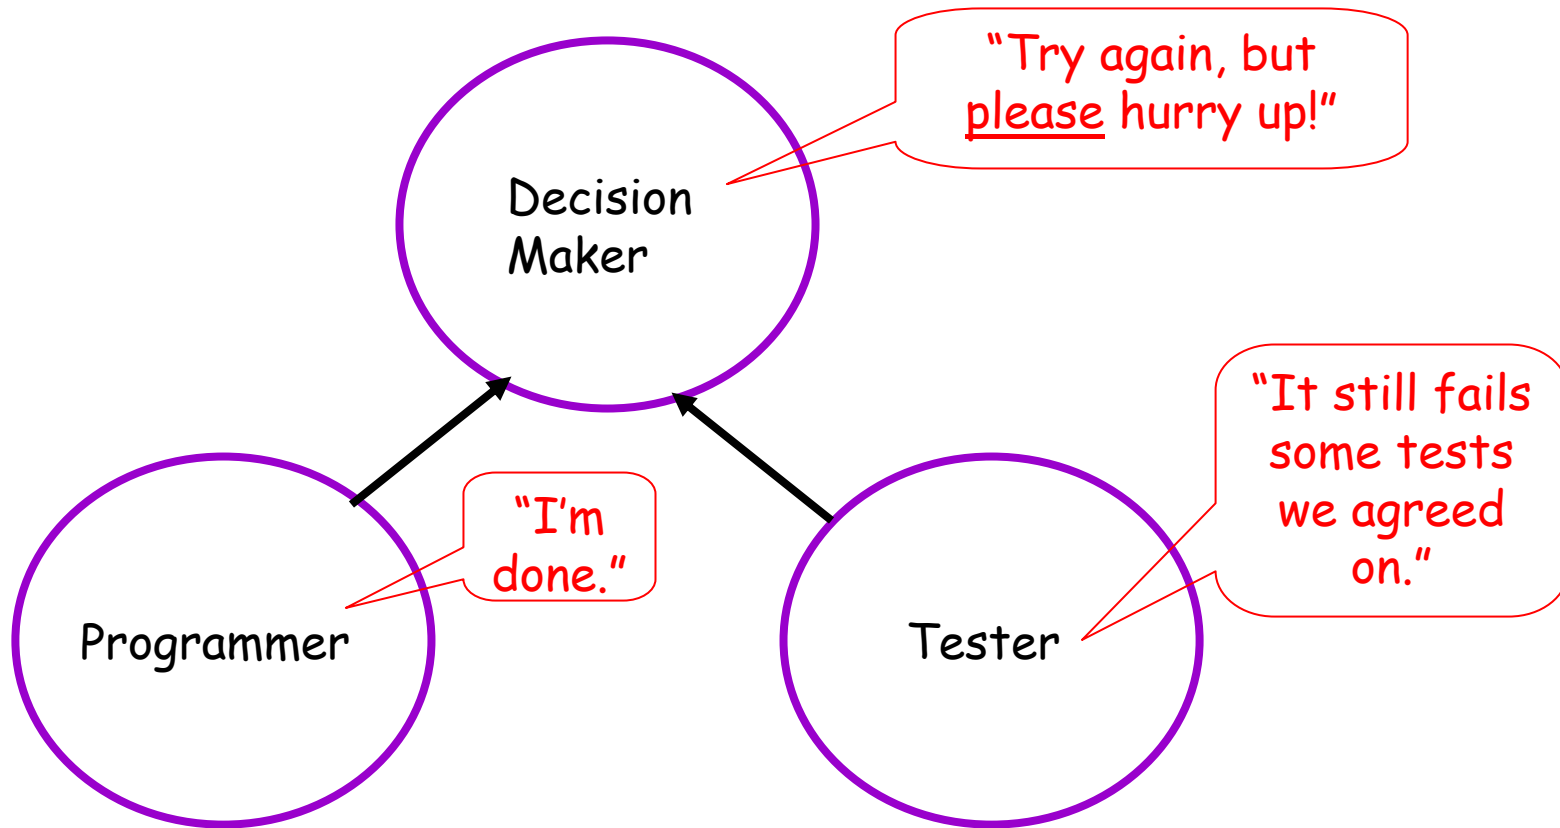 “Try again, but
please hurry up!”
Decision
Maker
“It still fails
some tests
we agreed
on.”
“I’m
done.”
Programmer
Tester